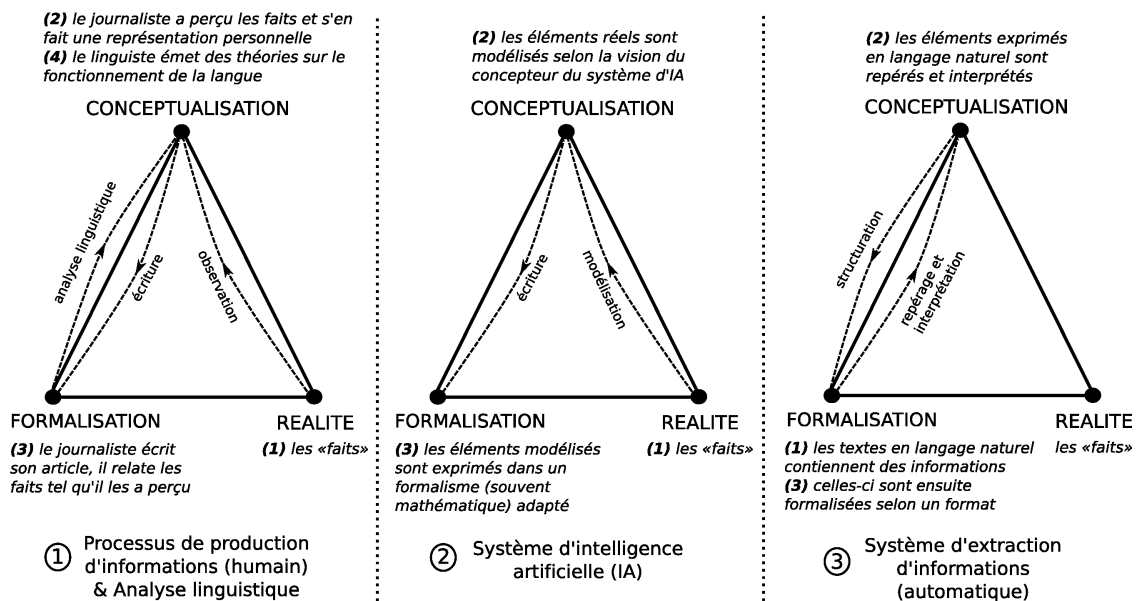 (2) le journaliste a perçu les faits et s'en
fait une représentation personnelle
(4) le linguiste émet des théories sur le
fonctionnement de la langue
CONCEPTUALISATION
analyse linguistique
écriture
observation
FORMALISATION
REALITE
(3) le journaliste écrit
son article, il relate les
faits tel qu'il les a perçu
(1) les «faits»
1 Processus de production
d'informations (humain)
& Analyse linguistique
(2) les éléments réels sont
modélisés selon la vision du
concepteur du système d'IA
CONCEPTUALISATION
écriture
modélisation
FORMALISATION
REALITE
(3) les éléments modélisés
sont exprimés dans un
formalisme (souvent
mathématique) adapté
(1) les «faits»
2 Système d'intelligence
artificielle (IA)
(2) les éléments exprimés
en langage naturel sont
repérés et interprétés
CONCEPTUALISATION
structuration
repérage et
interprétation
FORMALISATION
REALITE
(1) les textes en langage naturel
contiennent des informations
(3) celles-ci sont ensuite
formalisées selon un format
les «faits»
3 Système d'extraction
d'informations
(automatique)